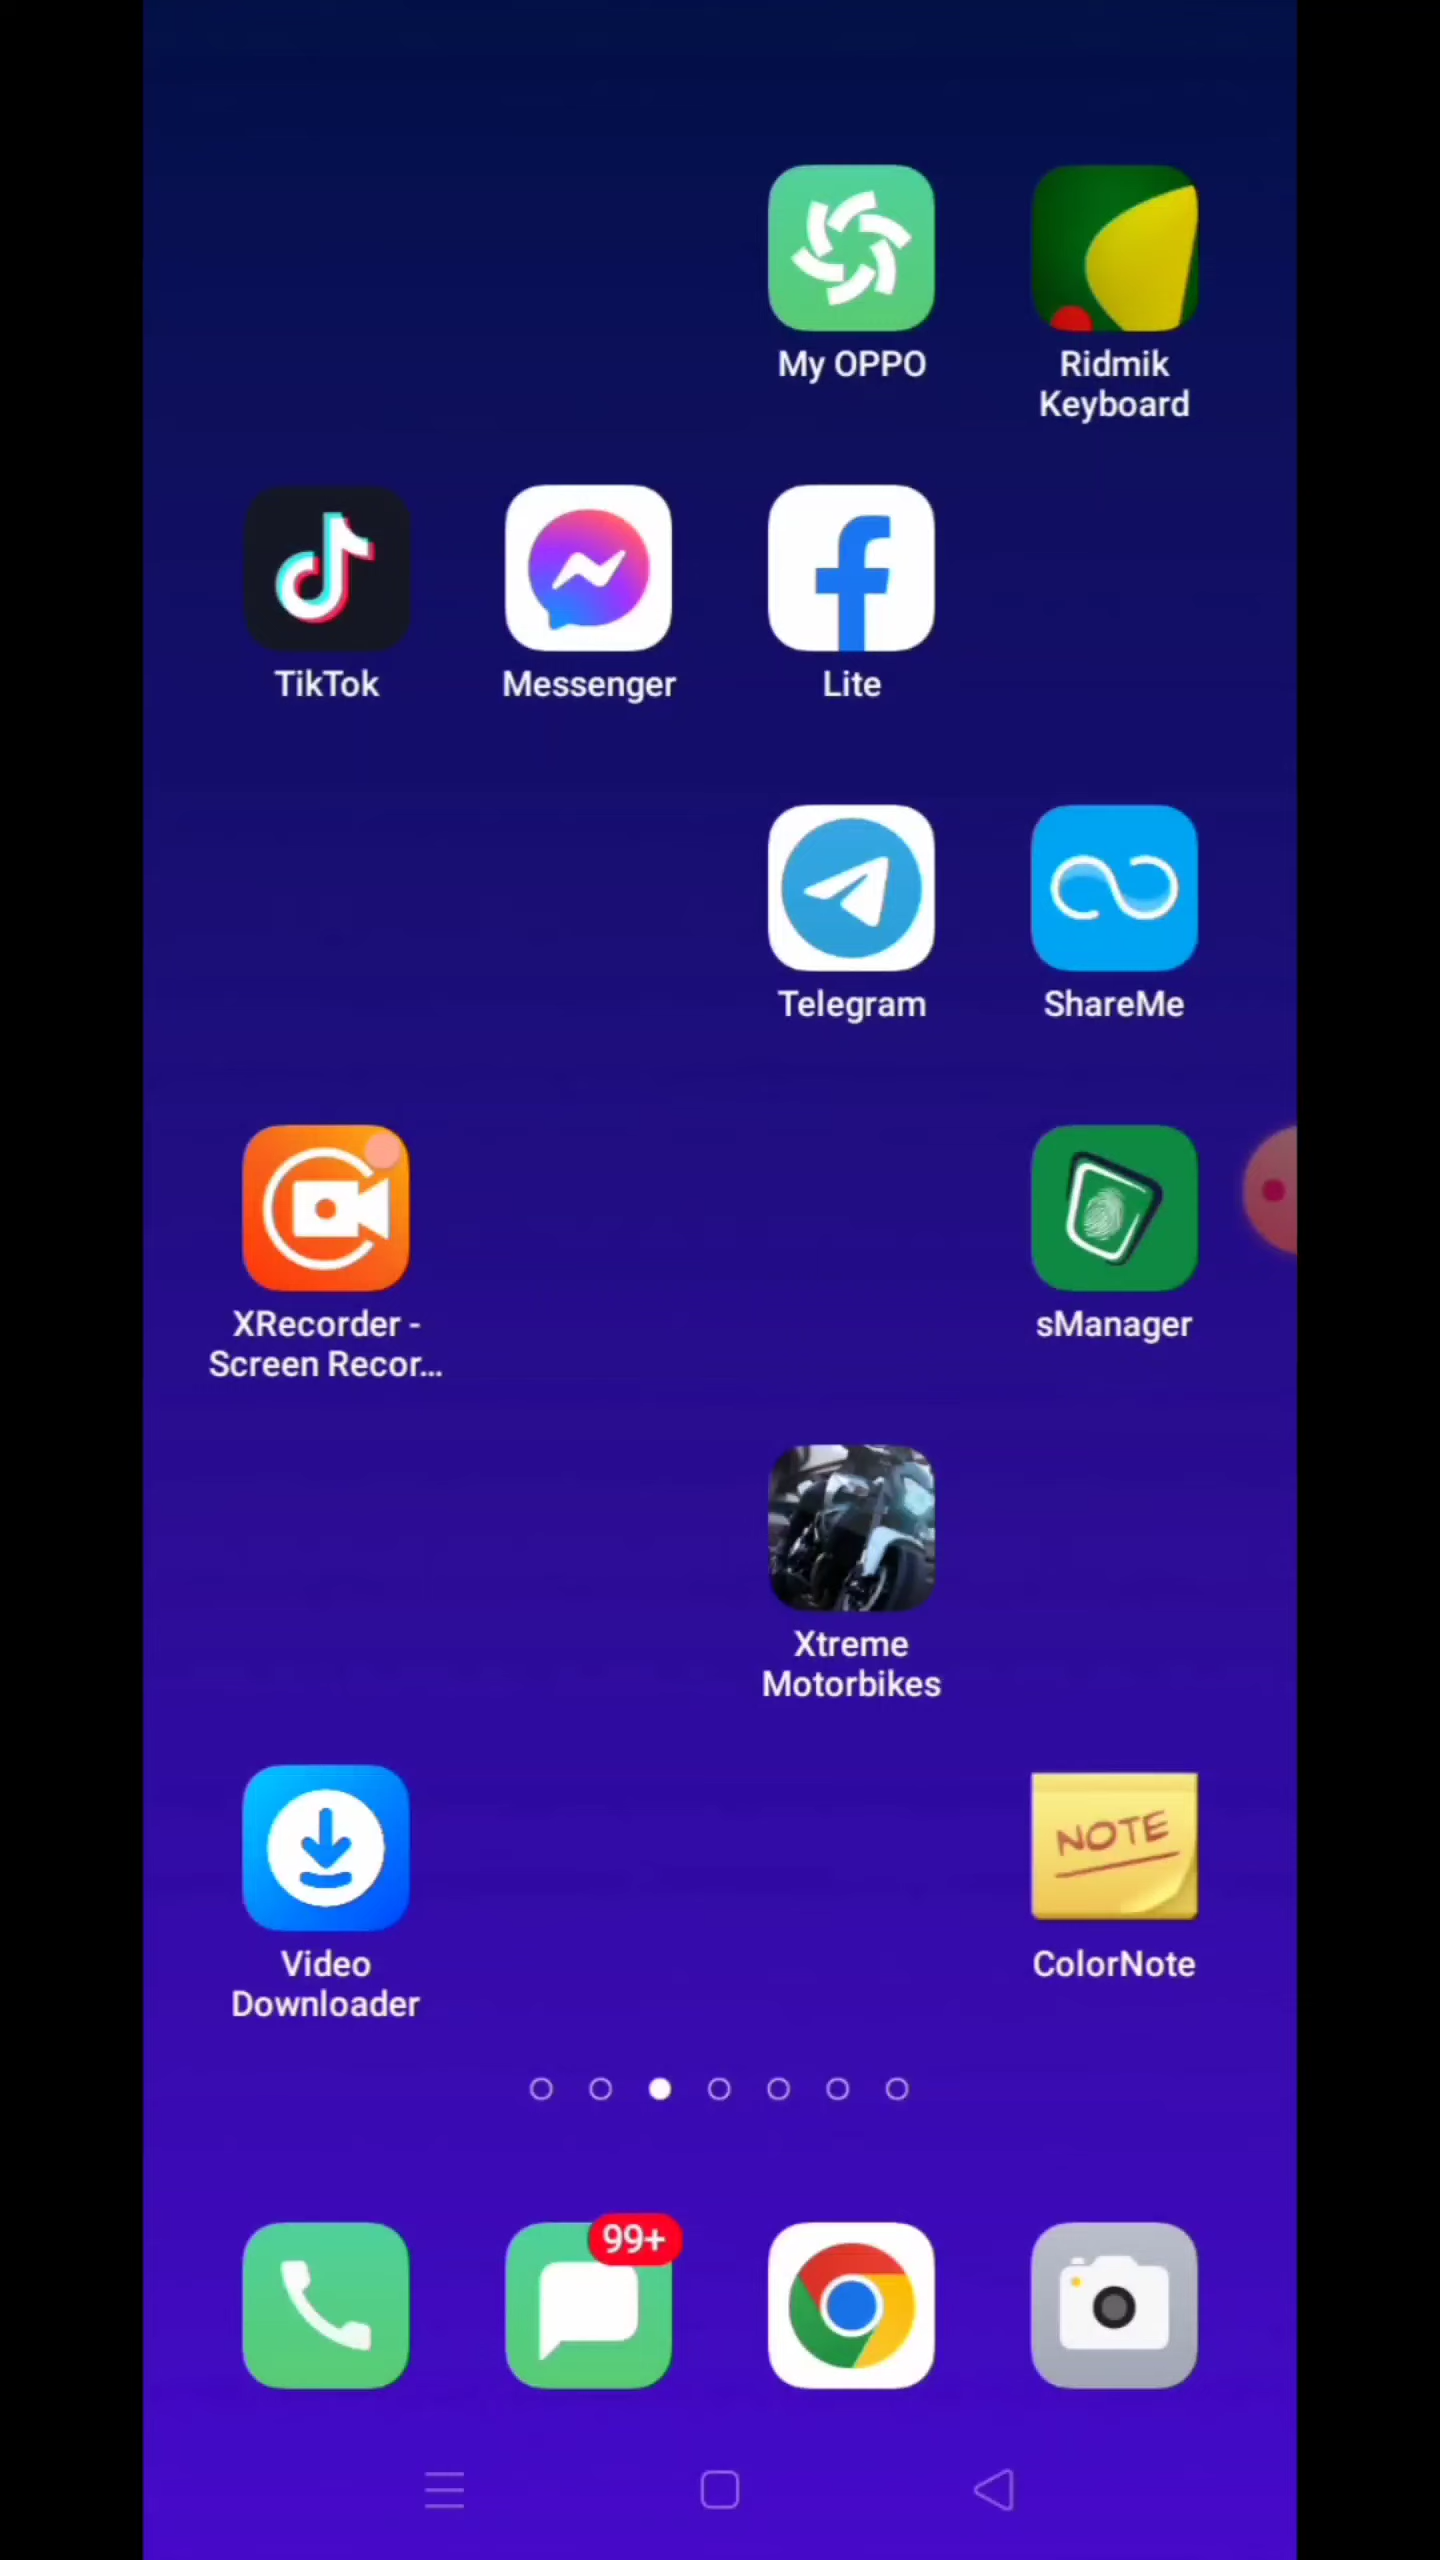 My OPPO
Ridmik
Keyboard
TikTok
Messenger
Lite
Telegram
ShareMe
XRecorder -
Screen Recor...
sManager
Xtreme
Motorbikes
Video
Downloader
NOTE
ColorNote
99+